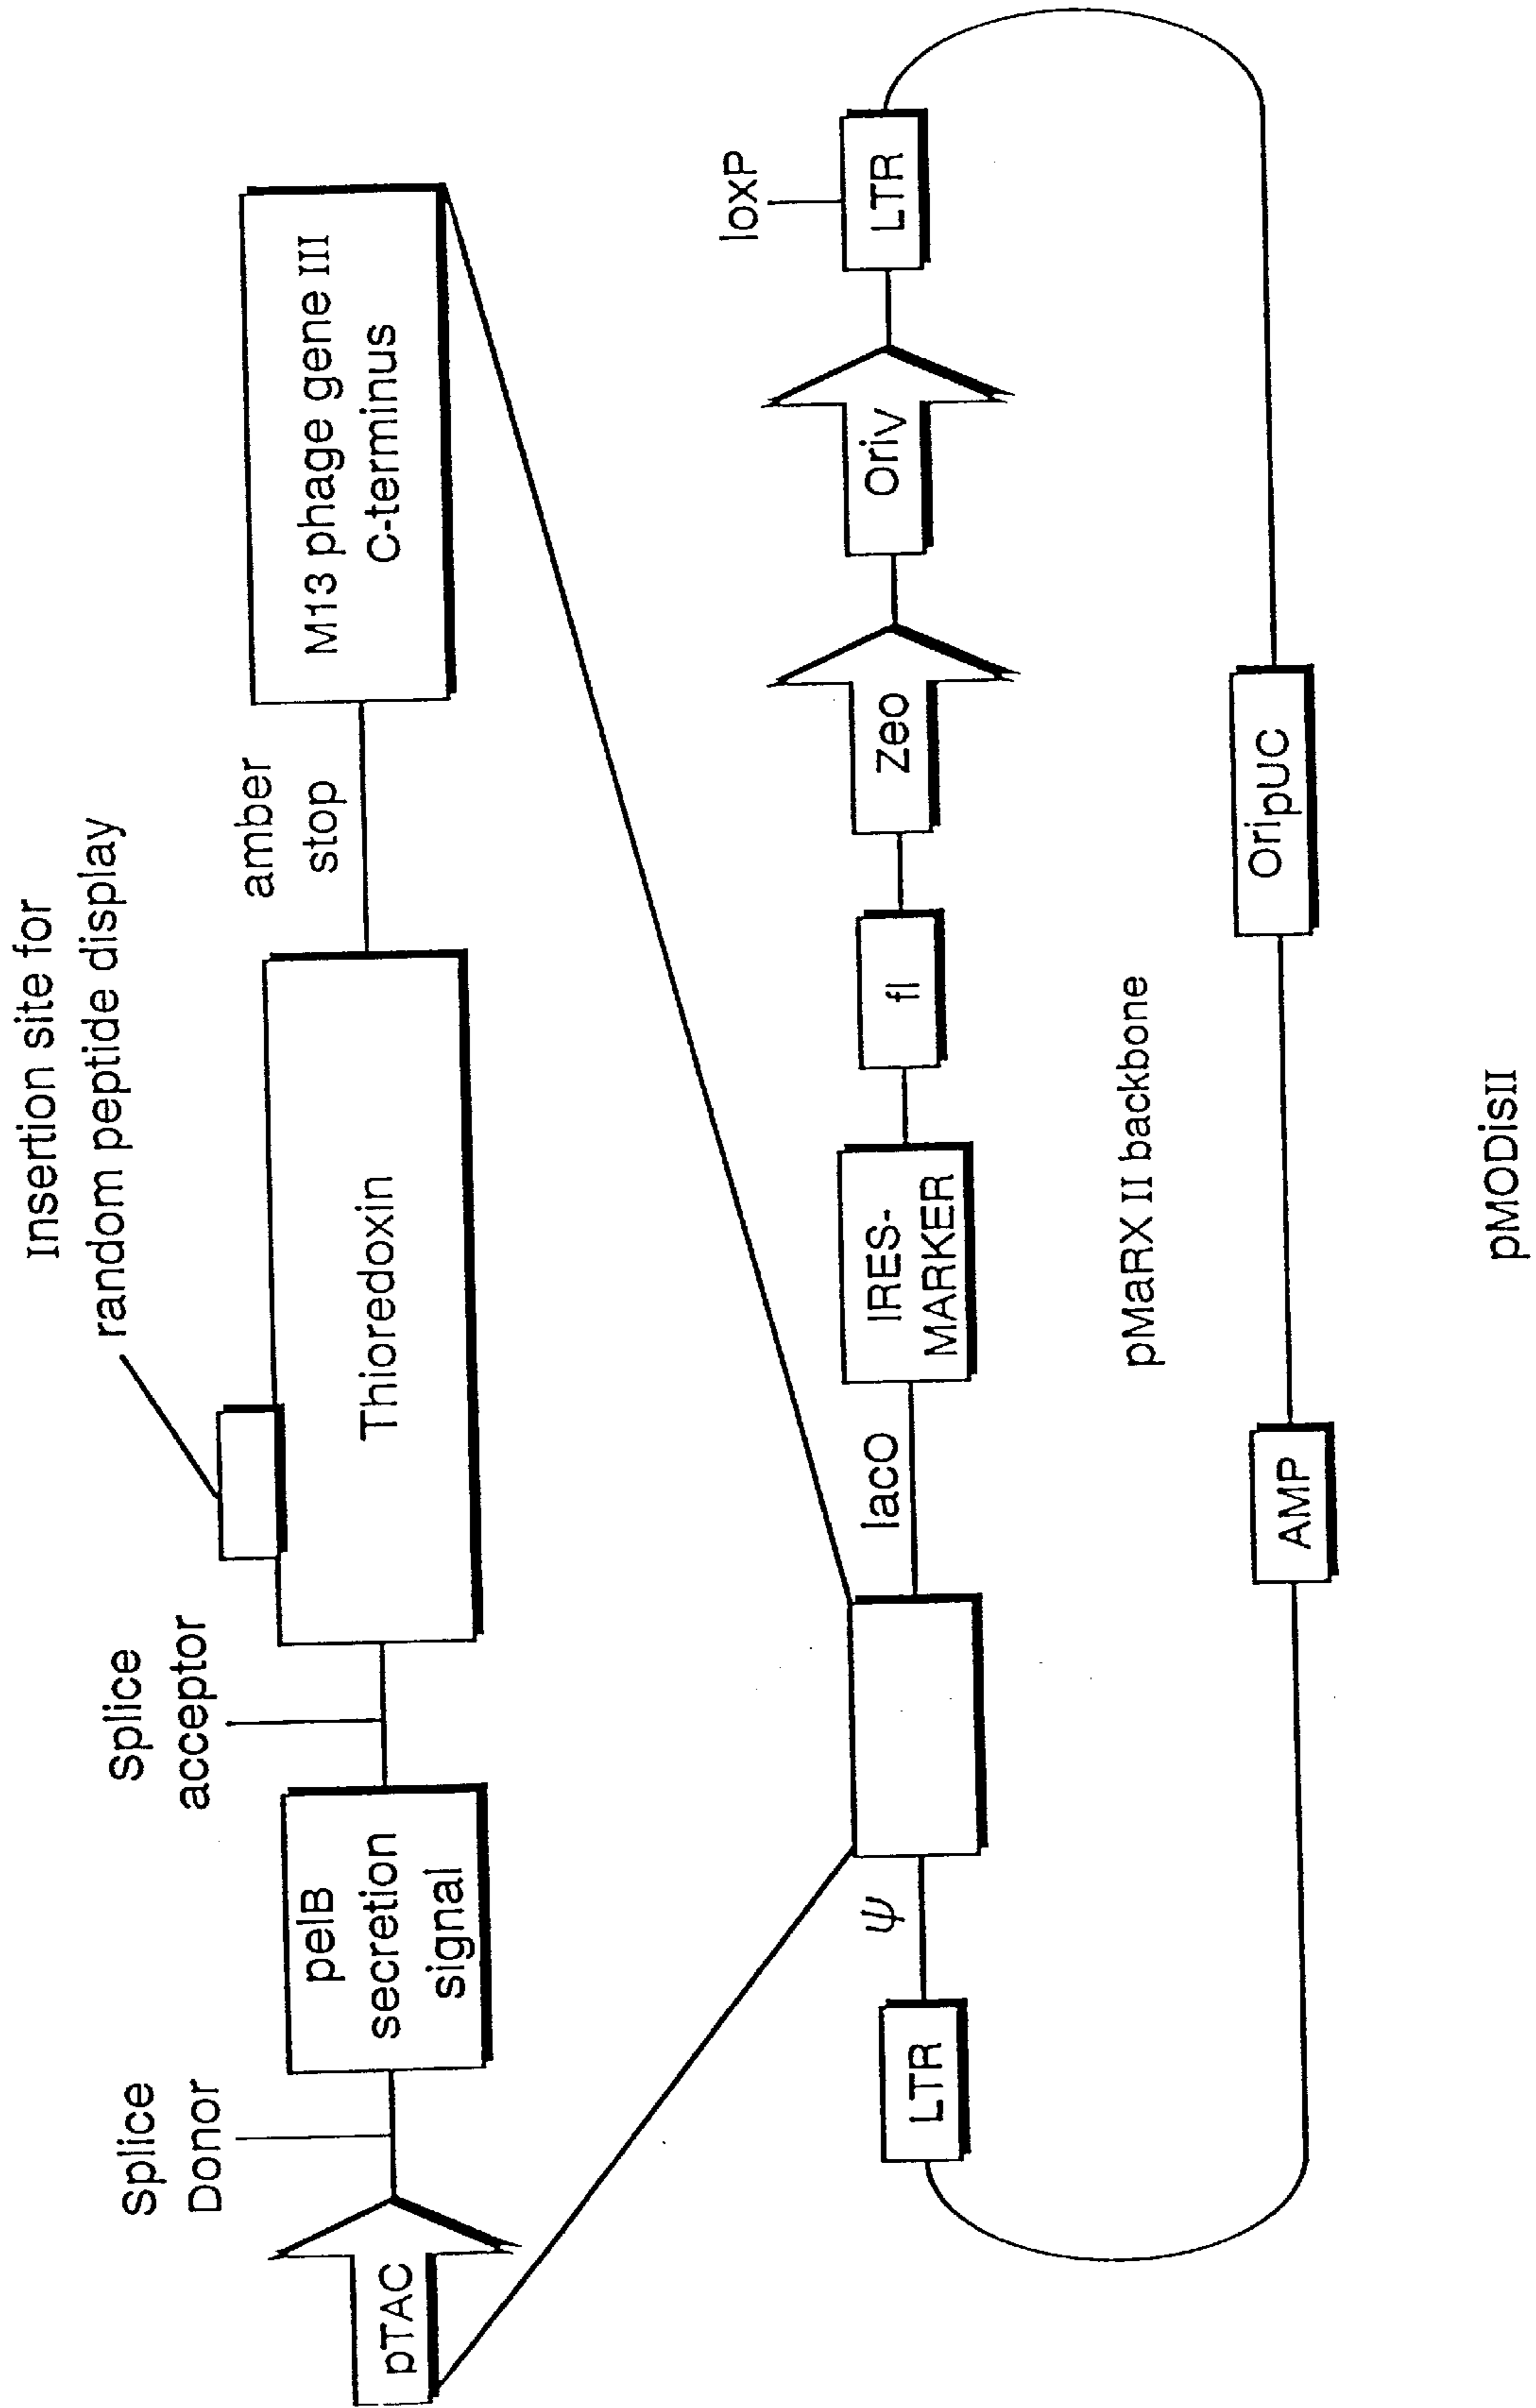 Insertion site for
random peptide display
Splice
Donor
Splice
acceptor
amber
stop
pTAC
pelB
secretion
signal
Thioredoxin
M13 phage gene III
C-terminus
loxP
LTR
ψ
lacO
IRES-
MARKER
fI
Zeo
OriV
LTR
pMaRX II backbone
AMP
OripUC
pMODisII